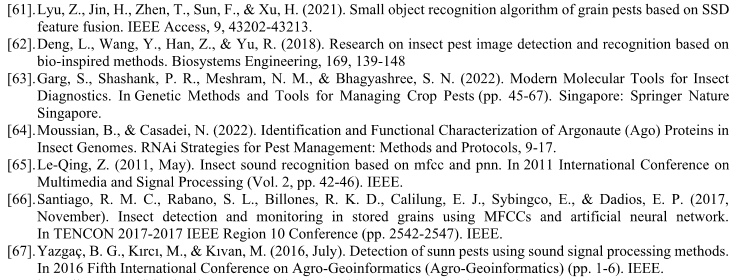 [61]. Lyu, Z., Jin, H., Zhen, T., Sun, F., & Xu, H. (2021). Small object recognition algorithm of grain pests based on SSD
feature fusion. IEEE Access, 9, 43202-43213.
[62]. Deng, L., Wang, Y., Han, Z., & Yu, R. (2018). Research on insect pest image detection and recognition based on
bio-inspired methods. Biosystems Engineering, 169, 139-148
[63]. Garg, S., Shashank, P. R., Meshram, N. M., & Bhagyashree, S. N. (2022). Modern Molecular Tools for Insect
Diagnostics. In Genetic Methods and Tools for Managing Crop Pests (pp. 45-67). Singapore: Springer Nature
Singapore.
[64]. Moussian, B., & Casadei, N. (2022). Identification and Functional Characterization of Argonaute (Ago) Proteins in
Insect Genomes. RNAi Strategies for Pest Management: Methods and Protocols, 9-17.
[65]. Le-Qing, Z. (2011, May). Insect sound recognition based on mfcc and pnn. In 2011 International Conference on
Multimedia and Signal Processing (Vol. 2, pp. 42-46). IEEE.
[66]. Santiago, R. M. C., Rabano, S. L., Billones, R. K. D., Calilung, E. J., Sybingco, E., & Dadios, E. P. (2017,
November). Insect detection and monitoring in stored grains using MFCCs and artificial neural network.
In TENCON 2017-2017 IEEE Region 10 Conference (pp. 2542-2547). IEEE.
[67]. Yazgaç, B. G., Kırcı, M., & Kıvan, M. (2016, July). Detection of sunn pests using sound signal processing methods.
In 2016 Fifth International Conference on Agro-Geoinformatics (Agro-Geoinformatics) (pp. 1-6). IEEE.